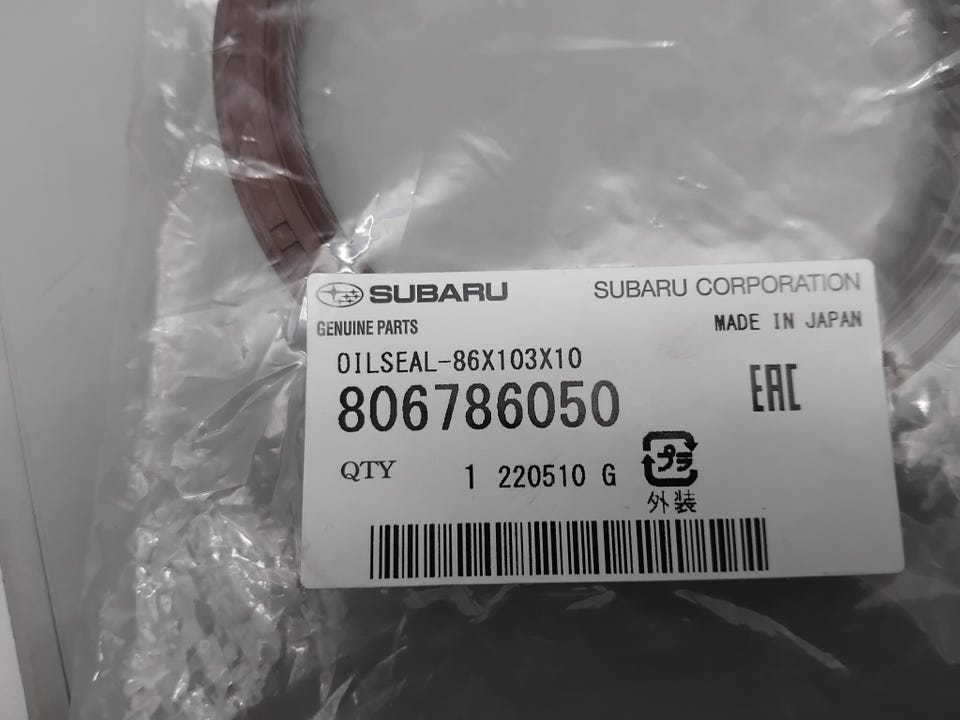 SUBARU SUBARU CORPORATION
GENUINE PARTS MADE IN JAPAN
OILSEAL-86X103X10
806786050 EAC
QTY 1 220510 G プラ
外装